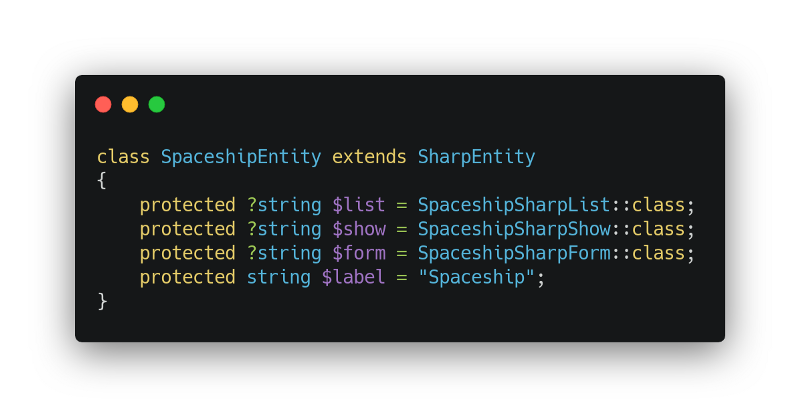 class SpaceshipEntity extends SharpEntity
{
    protected ?string $list = SpaceshipSharpList::class;
    protected ?string $show = SpaceshipSharpShow::class;
    protected ?string $form = SpaceshipSharpForm::class;
    protected string $label = "Spaceship";
}